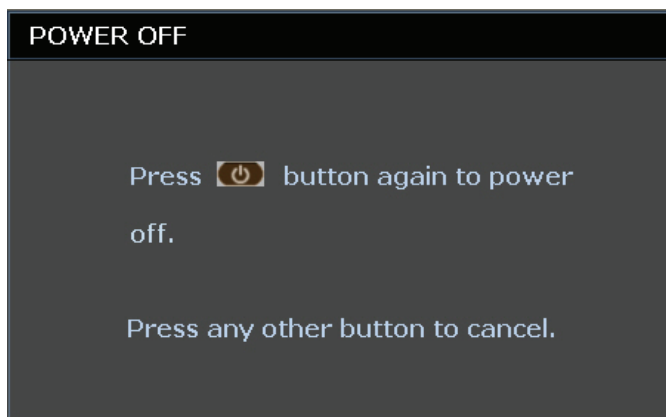 POWER OFF
Press button again to power
off.
Press any other button to cancel.